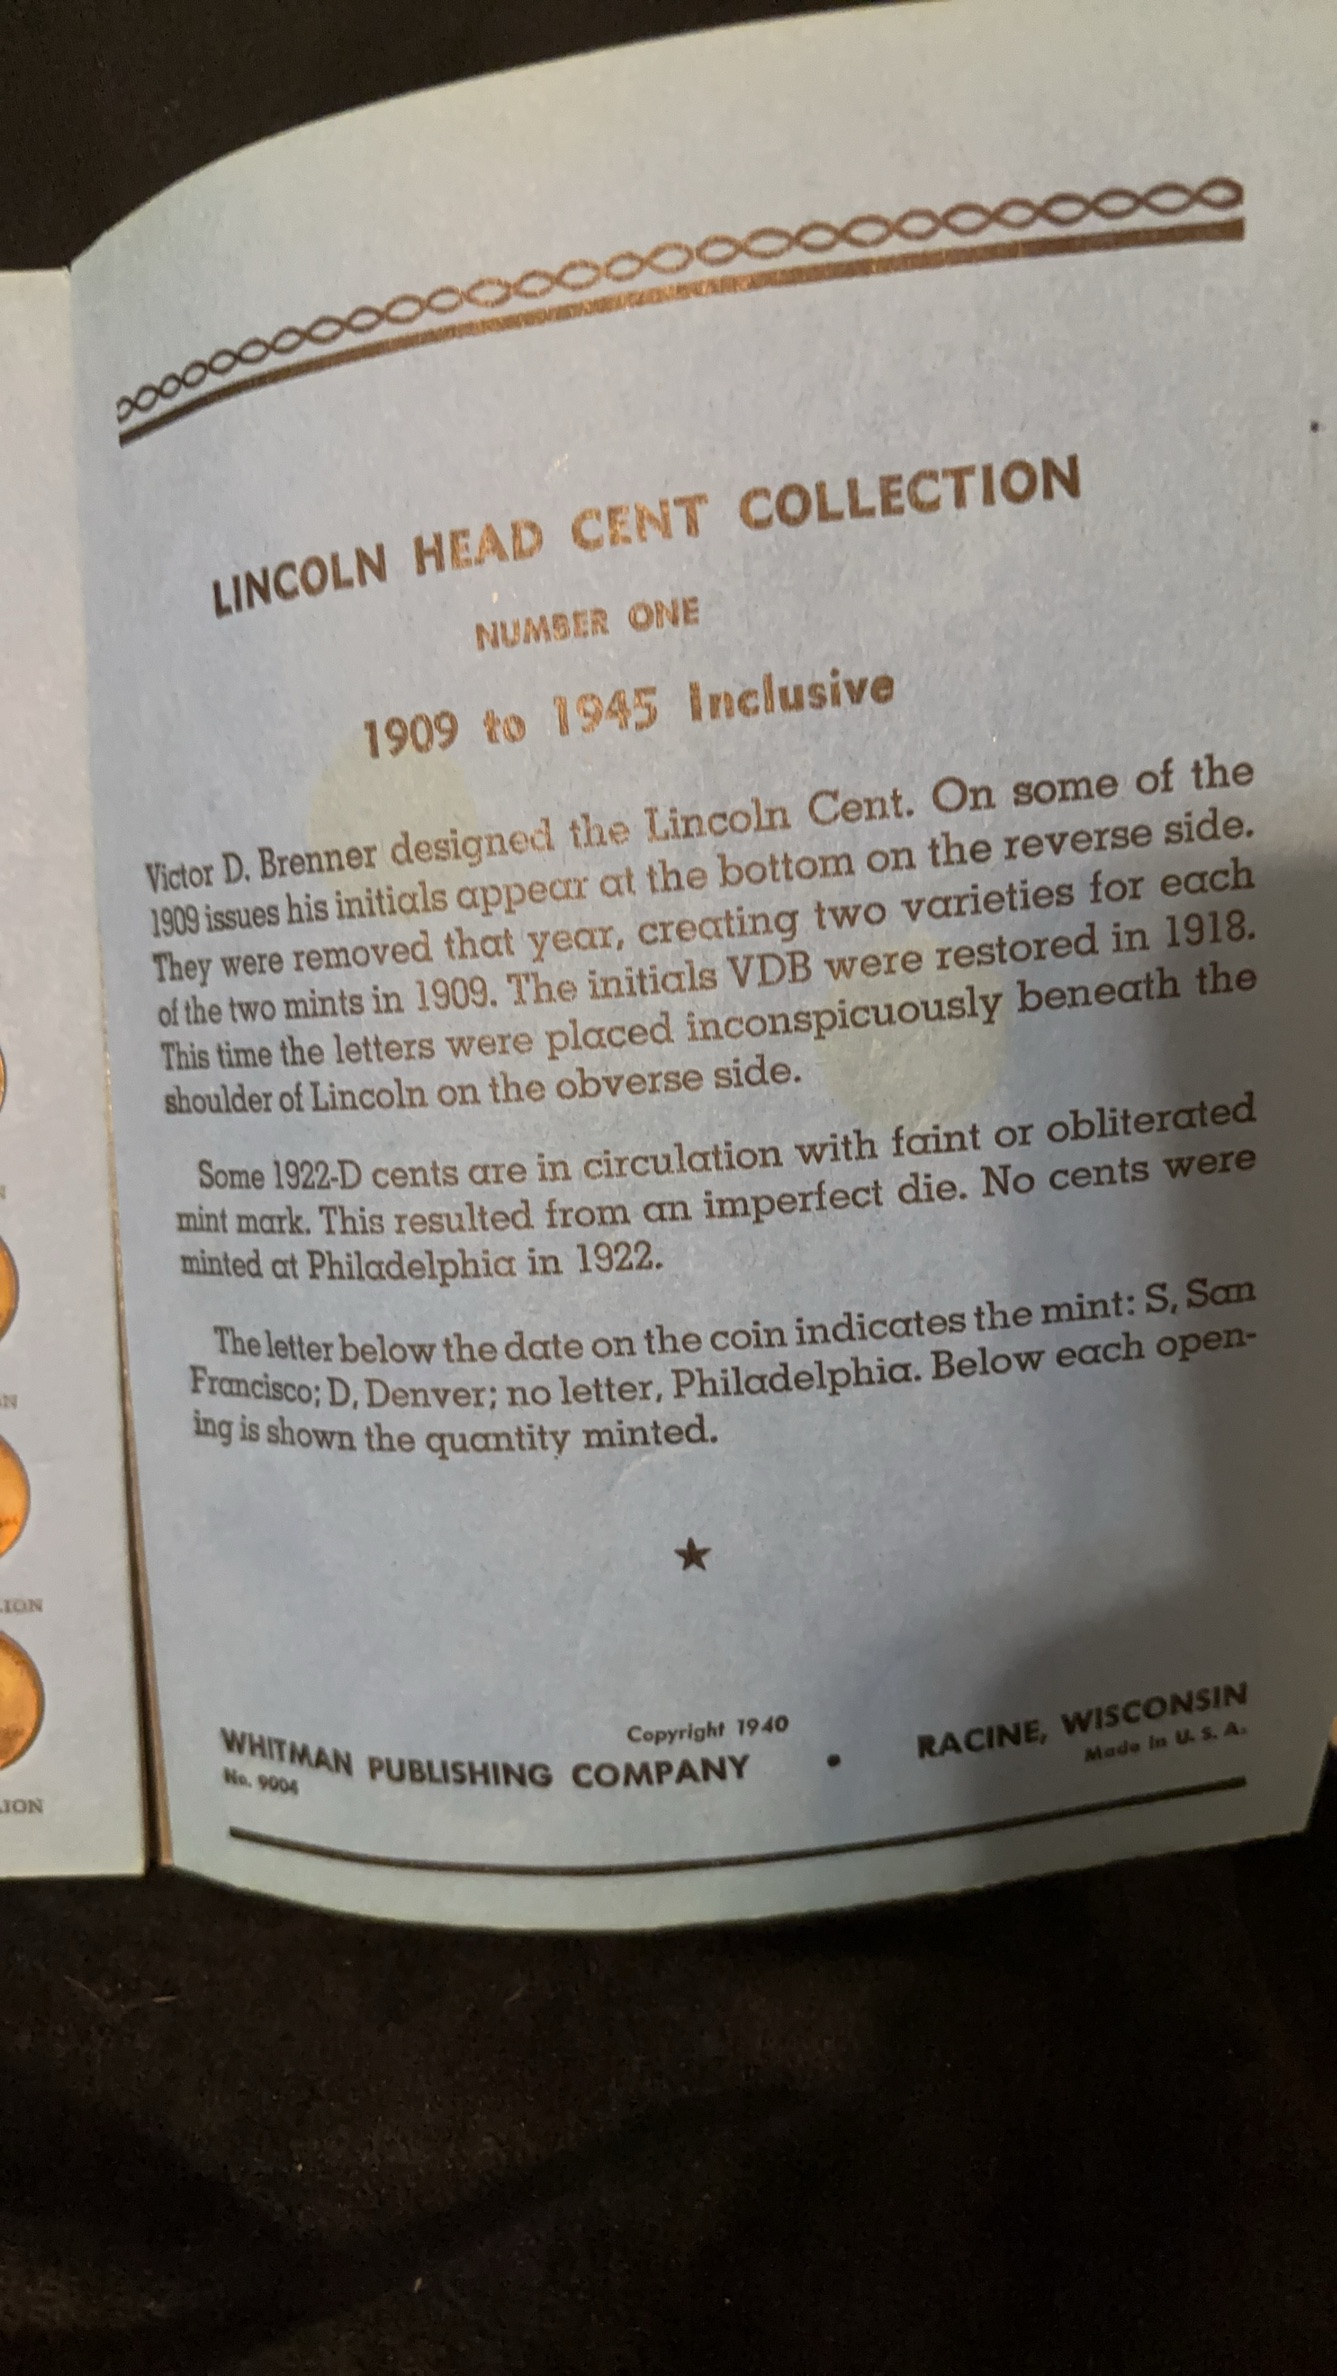 LINCOLN HEAD CENT COLLECTION
NUMBER ONE
1909 to 1945 Inclusive
Victor D. Brenner designed the Lincoln Cent. On some of the
1909 issues his initials appear at the bottom on the reverse side.
They were removed that year, creating two varieties for each
of the two mints in 1909. The initials VDB were restored in 1918.
This time the letters were placed inconspicuously beneath the
shoulder of Lincoln on the obverse side.
Some 1922-D cents are in circulation with faint or obliterated
mint mark. This resulted from an imperfect die. No cents were
minted at Philadelphia in 1922.
The letter below the date on the coin indicates the mint: S, San
Francisco; D, Denver; no letter, Philadelphia. Below each open-
ing is shown the quantity minted.
Copyright 1940
WHITMAN PUBLISHING COMPANY • RACINE, WISCONSIN
No. 9004 Made in U. S. A.